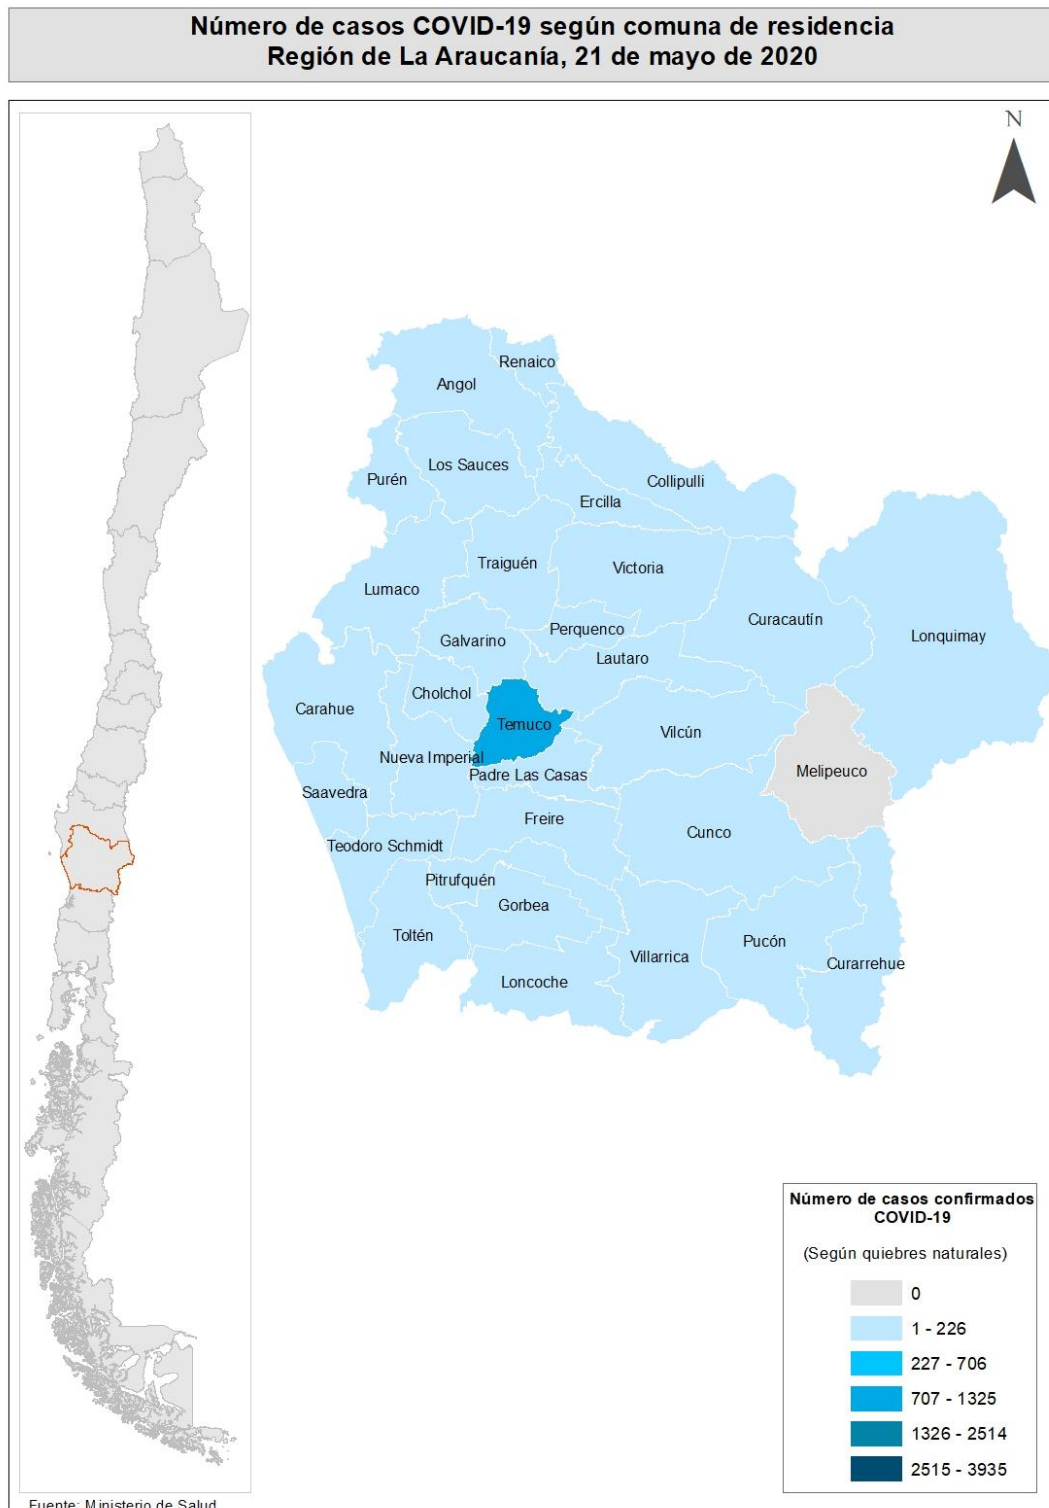 Número de casos COVID-19 según comuna de residencia
Región de La Araucanía, 21 de mayo de 2020
N
Renaico
Angol
Los Sauces
Purén
Collipulli
Ercilla
Traiguén
Victoria
Lumaco
Curacautín
Perquenco
Galvarino
Lonquimay
Lautaro
Cholchol
Carahue
Temuco
Vilcún
Nueva Imperial
Melipeuco
Padre Las Casas
Saavedra
Freire
Cunco
Teodoro Schmidt
Pitrufquén
Gorbea
Toltén
Pucón
Villarrica
Curarrehue
Loncoche
Número de casos confirmados
COVID-19
(Según quiebres naturales)
0
1 - 226
227 - 706
707 - 1325
1326 - 2514
2515 - 3935
Fuente: Ministerio de Salud